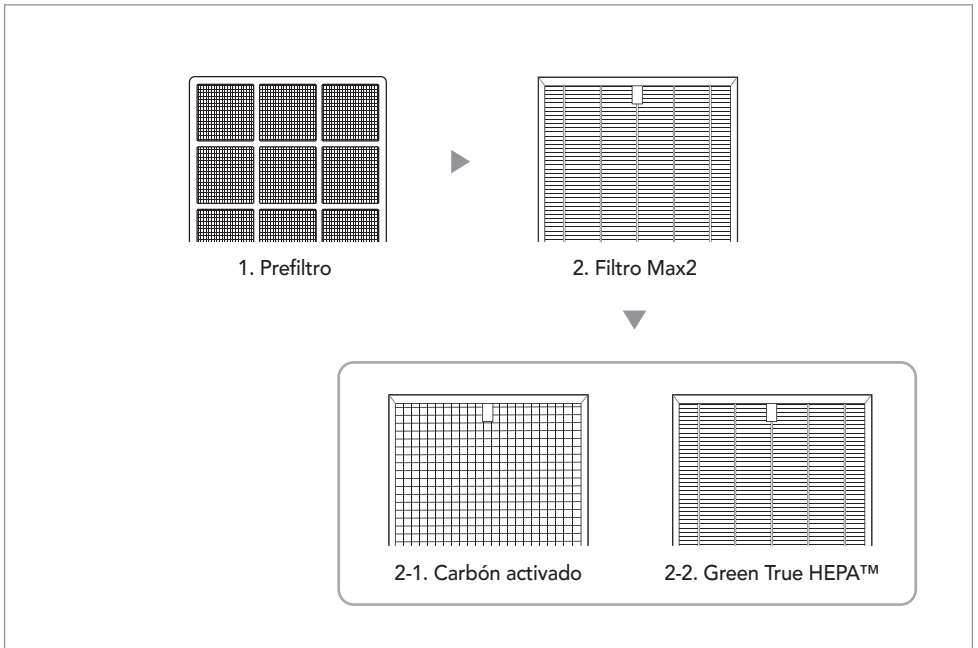 1. Prefiltro
2. Filtro Max2
2-1. Carbón activado
2-2. Green True HEPA™